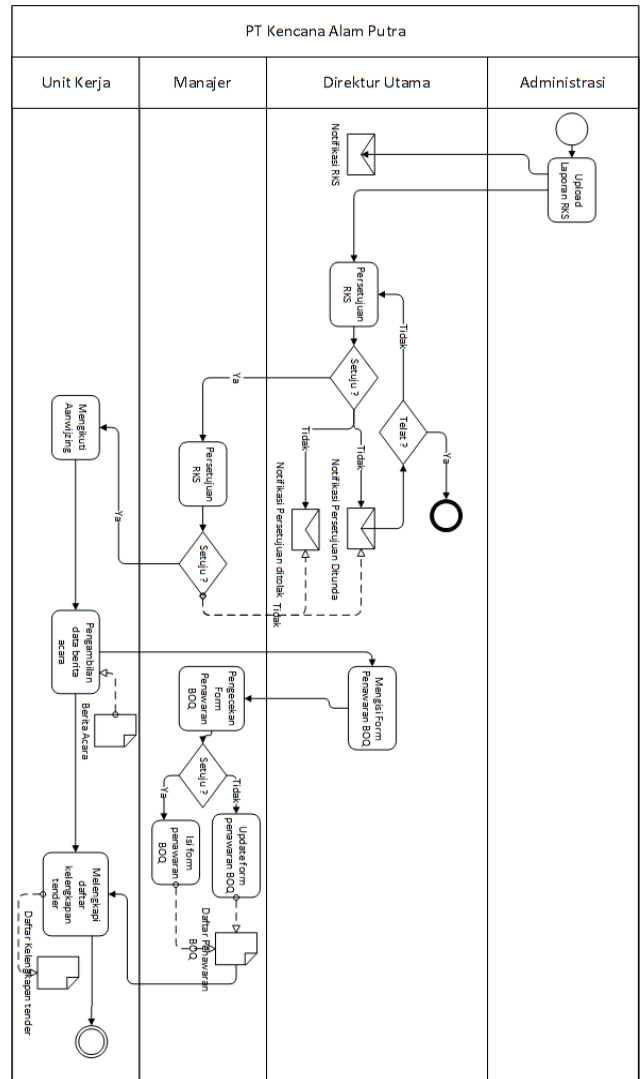 PT Kencana Alam Putra
Unit Kerja
Manajer
Direktur Utama
Administrasi
Upload
Laporan RKS
Notifikasi RKS
Persetujuan
RKS
Setuju ?
Ya
Tidak
Tidak
Telat ?
Tidak
Ya
Notifikasi Persetujuan Ditunda
Notifikasi Persetujuan ditolak
Persetujuan
RKS
Setuju ?
Tidak
Ya
Mengikuti
Aanwijzing
Pengambilan
data berita
acara
Berita Acara
Mengisi Form
Penawaran BOQ
Pengecekan
Form
Penawaran
BOQ
Setuju ?
Tidak
Ya
Update form
penawaran BOQ
Isi form
penawaran
BOQ
Daftar Penawaran
BOQ
Melengkapi
daftar
kelengkapan
tender
Daftar Kelengkapan tender